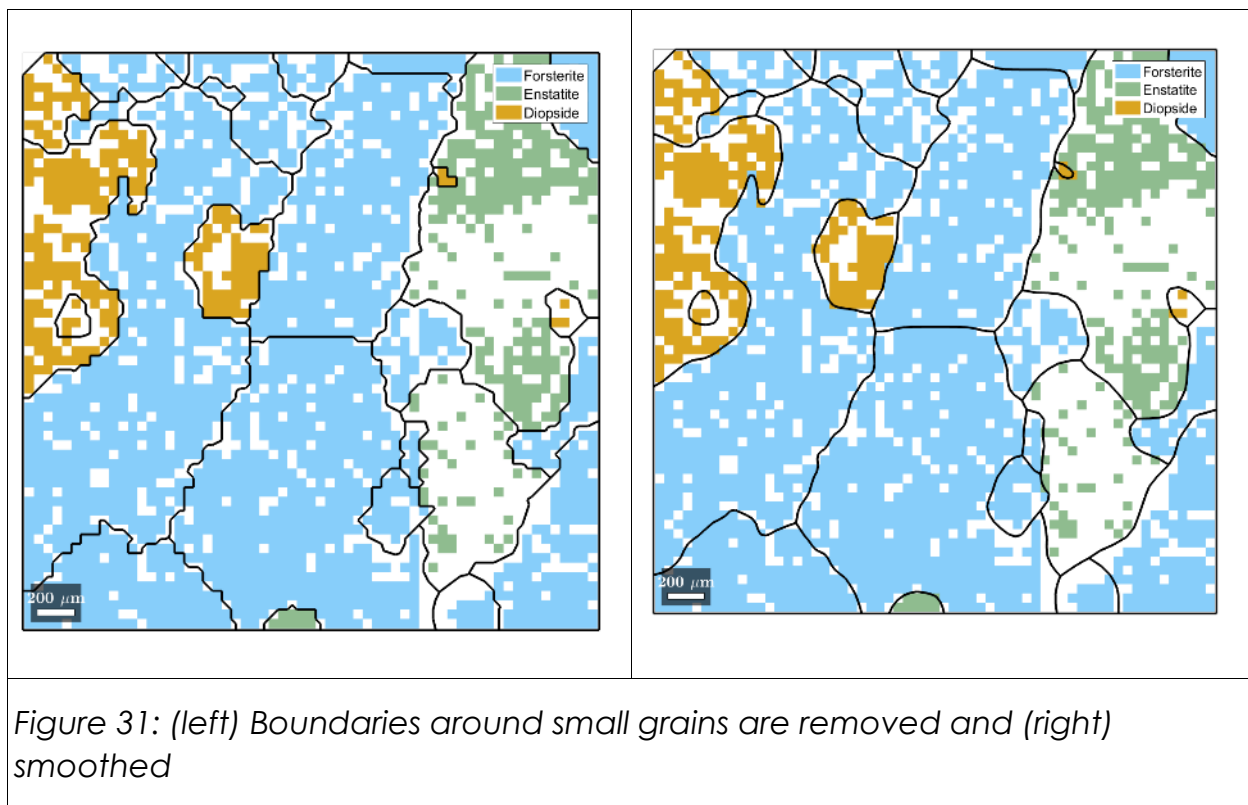 Forsterite
Enstatite
Diopside
200 μm
Forsterite
Enstatite
Diopside
200 μm
Figure 31: (left) Boundaries around small grains are removed and (right)
smoothed